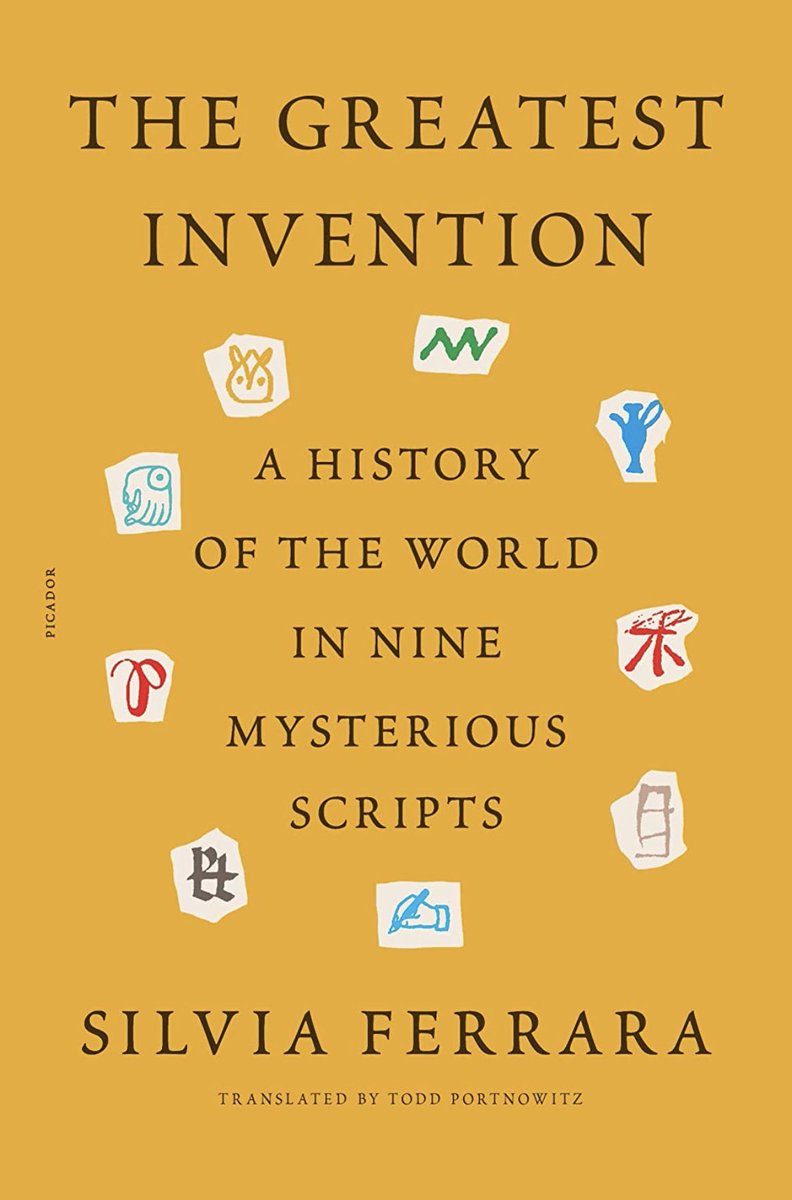 THE GREATEST
INVENTION
A HISTORY
OF THE WORLD
IN NINE
MYSTERIOUS
SCRIPTS
PICADOR
SILVIA FERRARA
TRANSLATED BY TODD PORTNOWITZ